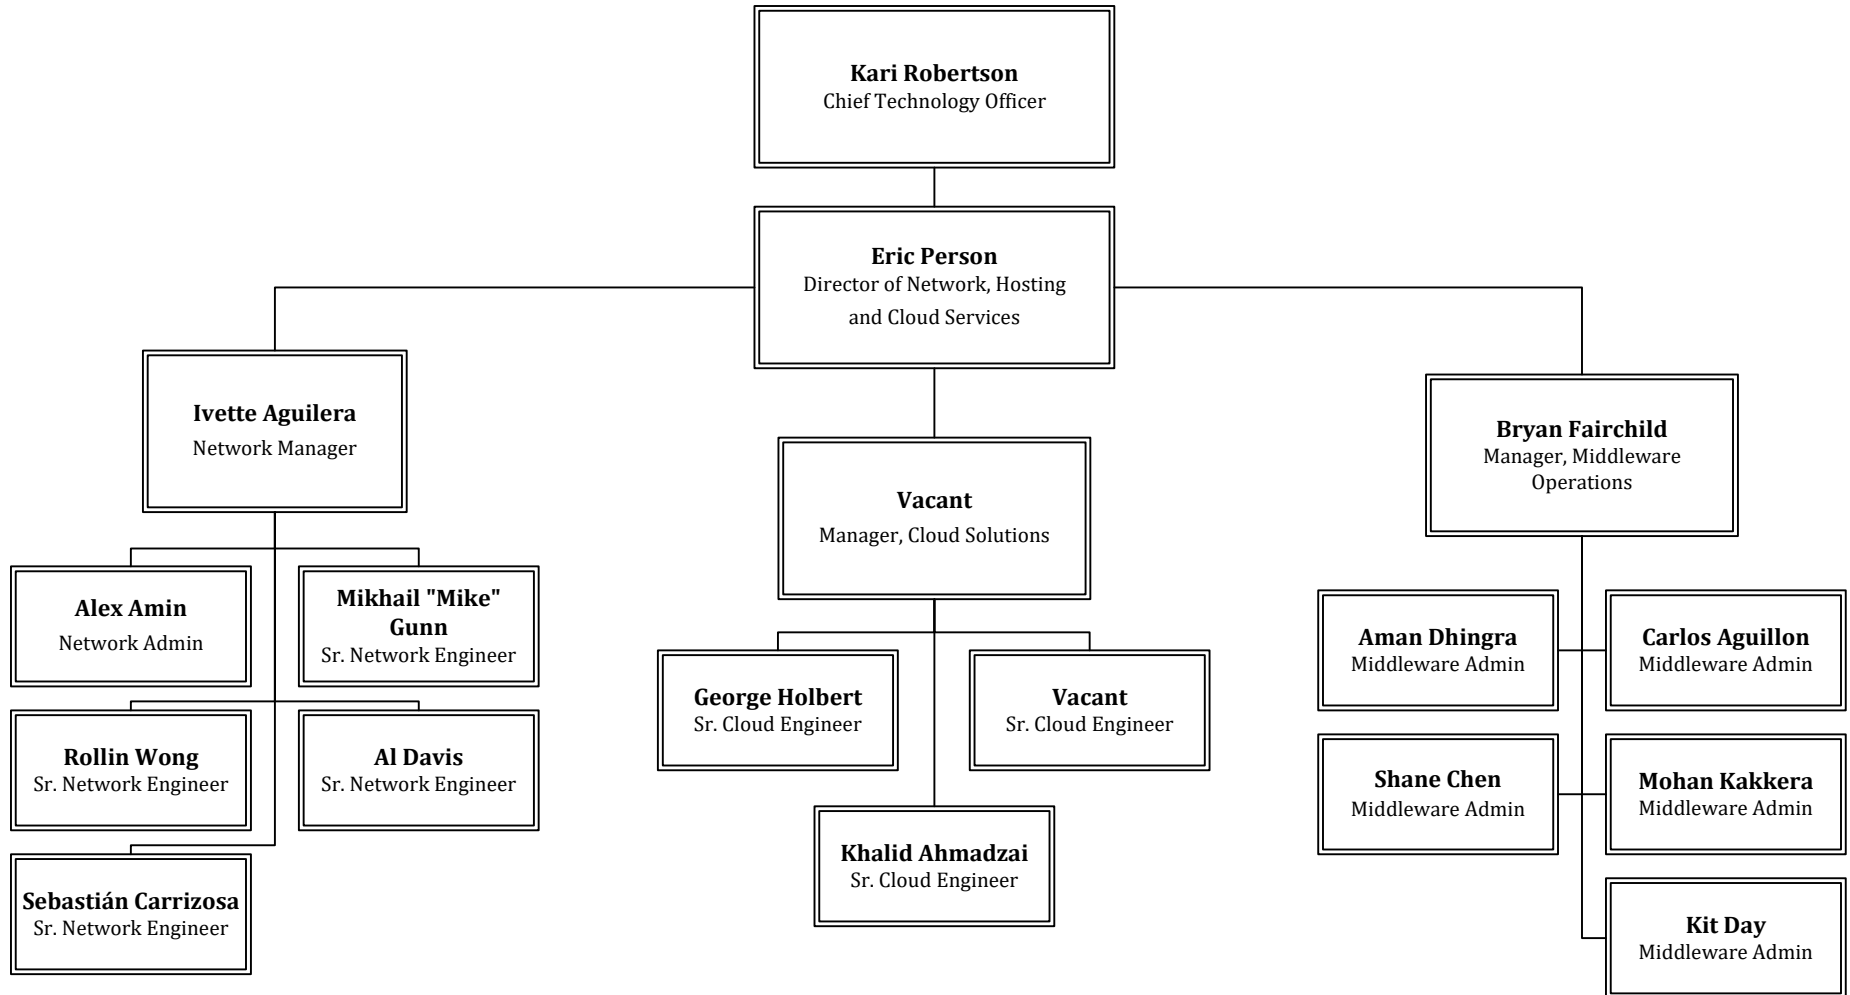 Kari Robertson
Chief Technology Officer
Eric Person
Director of Network, Hosting
and Cloud Services
Ivette Aguilera
Network Manager
Vacant
Manager, Cloud Solutions
Bryan Fairchild
Manager, Middleware
Operations
Alex Amin
Network Admin
Mikhail "Mike"
Gunn
Sr. Network Engineer
Rollin Wong
Sr. Network Engineer
Al Davis
Sr. Network Engineer
Sebastián Carrizosa
Sr. Network Engineer
George Holbert
Sr. Cloud Engineer
Vacant
Sr. Cloud Engineer
Khalid Ahmadzai
Sr. Cloud Engineer
Aman Dhingra
Middleware Admin
Carlos Aguillon
Middleware Admin
Shane Chen
Middleware Admin
Mohan Kakkera
Middleware Admin
Kit Day
Middleware Admin